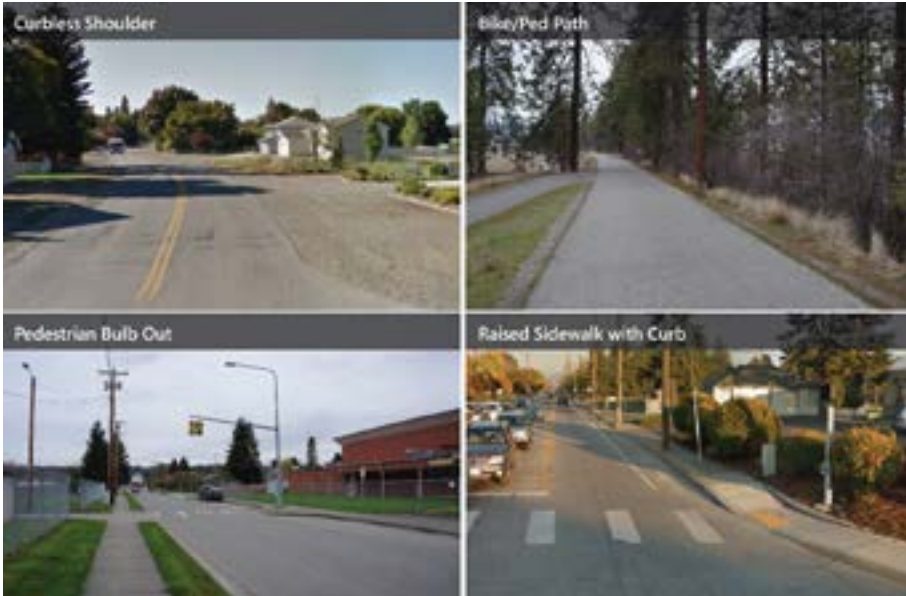 Curbless Shoulder
Bike/Ped Path
Pedestrian Bulb Out
Raised Sidewalk with Curb